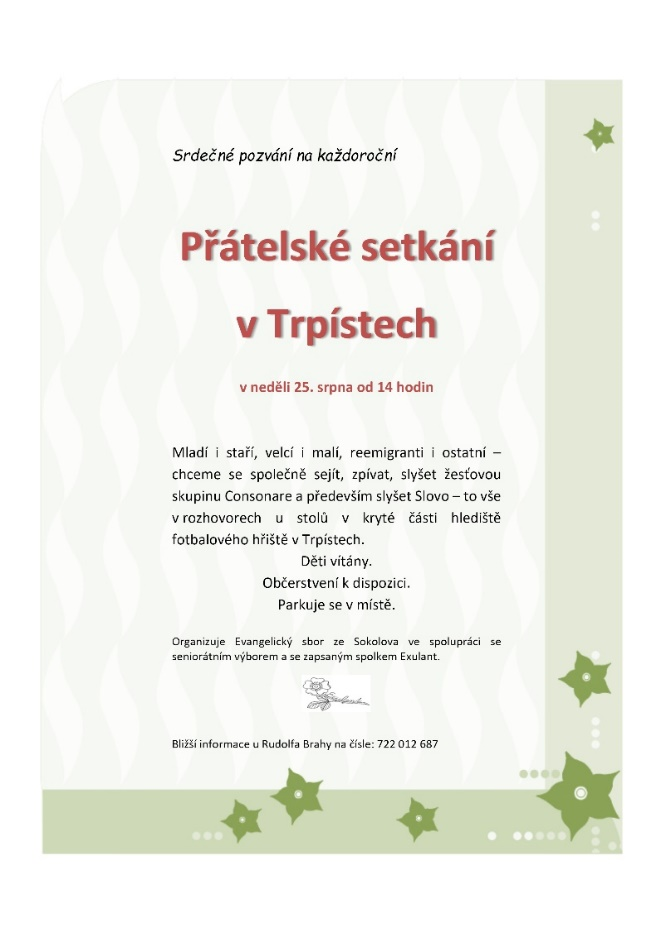 Srdečné pozvání na každoroční
Přátelské setkání
v Trpístech
v neděli 25. srpna od 14 hodin
Mladí i staří, velcí i malí, reemigranti i ostatní –
chceme se společně sejít, zpívat, slyšet žesťovou
skupinu Consonare a především slyšet Slovo – to vše
v rozhovorech u stolů v kryté části hlediště
fotbalového hřiště v Trpístech.
Děti vítány.
Občerstvení k dispozici.
Parkuje se v místě.
Organizuje Evangelický sbor ze Sokolova ve spolupráci se
seniorátním výborem a se zapsaným spolkem Exulant.
Bližší informace u Rudolfa Brahy na čísle: 722 012 687